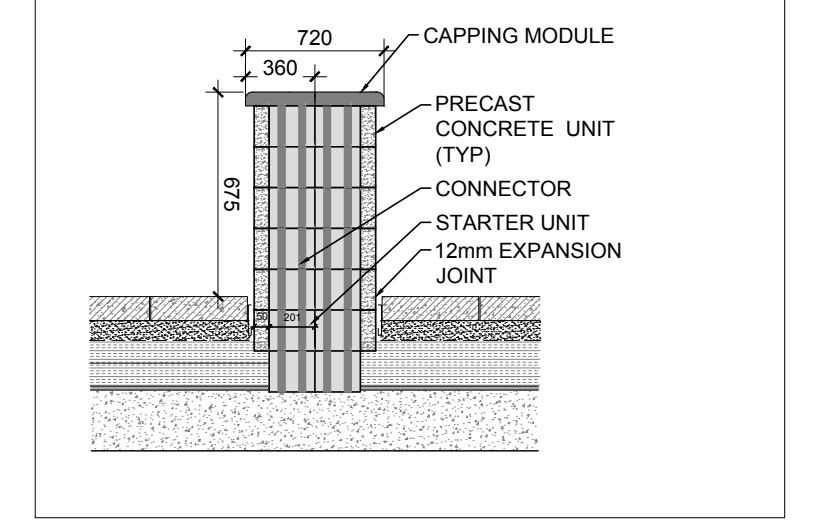 720
CAPPING MODULE
360
PRECAST
CONCRETE UNIT
(TYP)
675
CONNECTOR
STARTER UNIT
12mm EXPANSION
JOINT
50
201